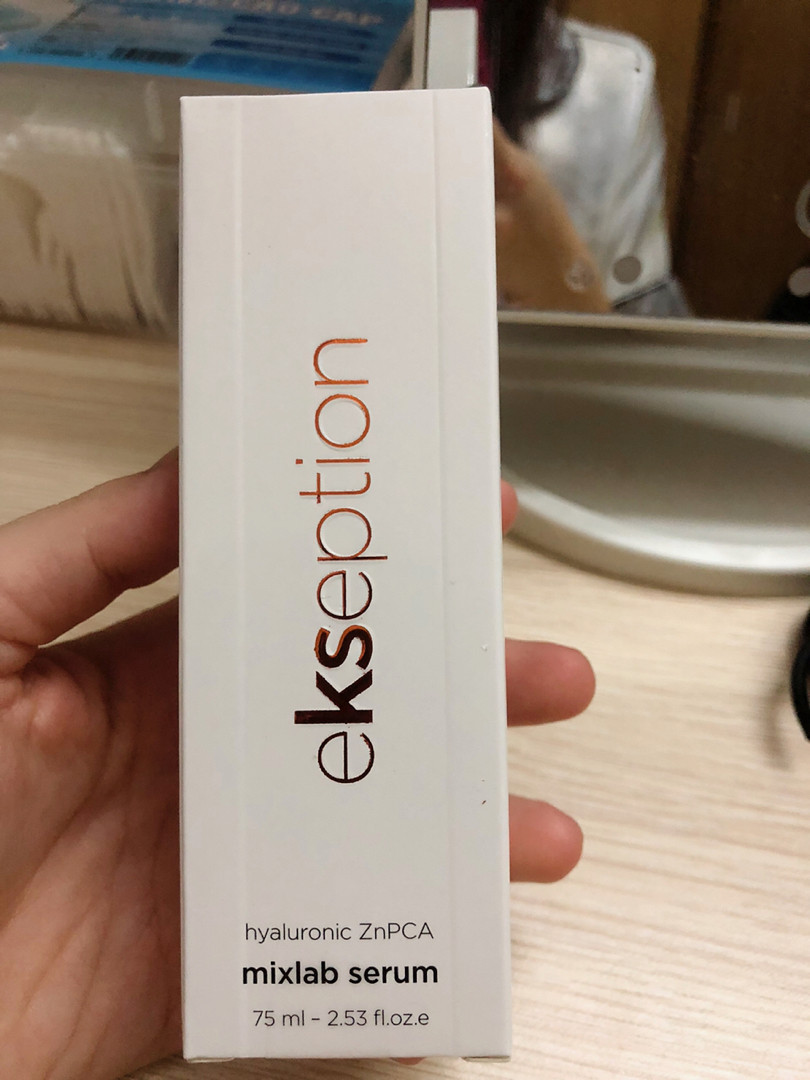 ekseption
hyaluronic ZnPCA
mixlab serum
75 ml – 2.53 fl.oz.e